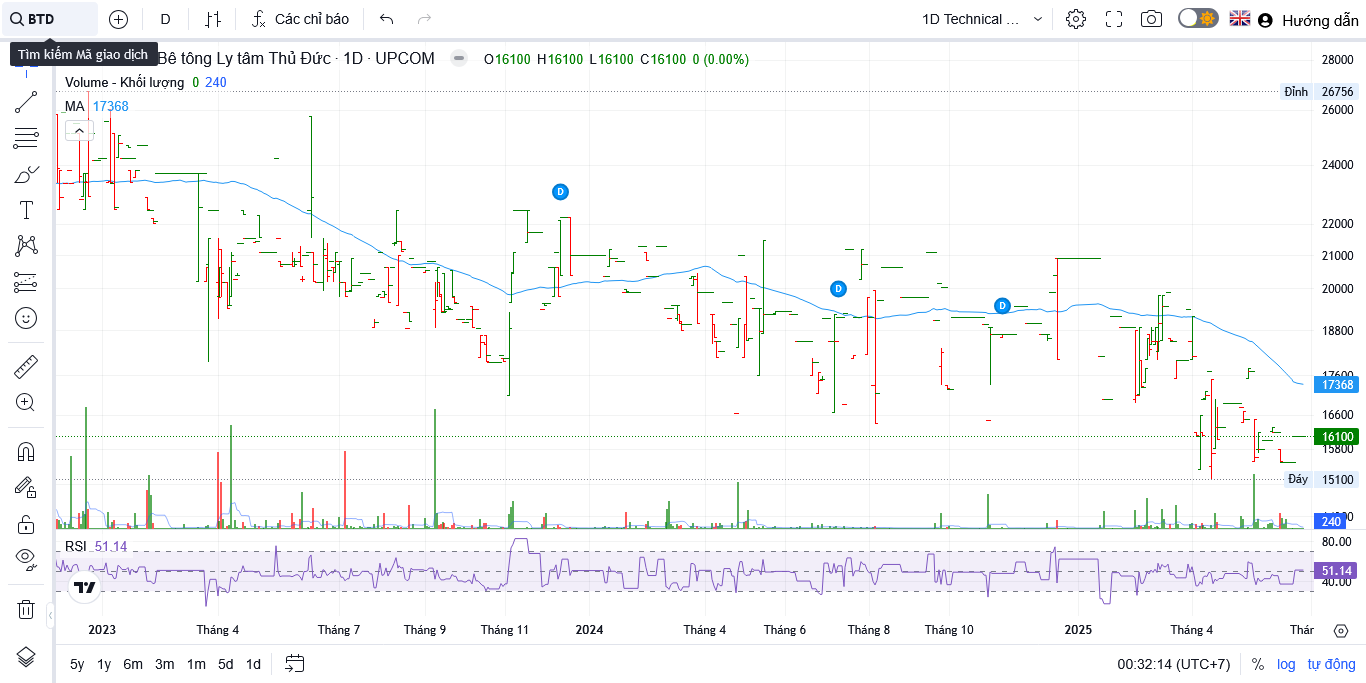 BTD
D
Các chỉ báo
1D Technical ...
Hướng dẫn
Tìm kiếm Mã giao dịch
Bê tông Ly tâm Thủ Đức · 1D · UPCOM
O16100 H16100 L16100 C16100 0 (0.00%)
Volume - Khối lượng 0 240
MA 17368
28000
Đỉnh 26756
26000
24000
22000
21000
20000
18800
17600
17368
16600
16100
15800
Đáy 15100
240
D
D
D
RSI 51.14
80.00
51.14
40.00
2023 Tháng 4 Tháng 7 Tháng 9 Tháng 11 2024 Tháng 4 Tháng 6 Tháng 8 Tháng 10 2025 Tháng 4 Thár
5y 1y 6m 3m 1m 5d 1d
00:32:14 (UTC+7) % log tự động